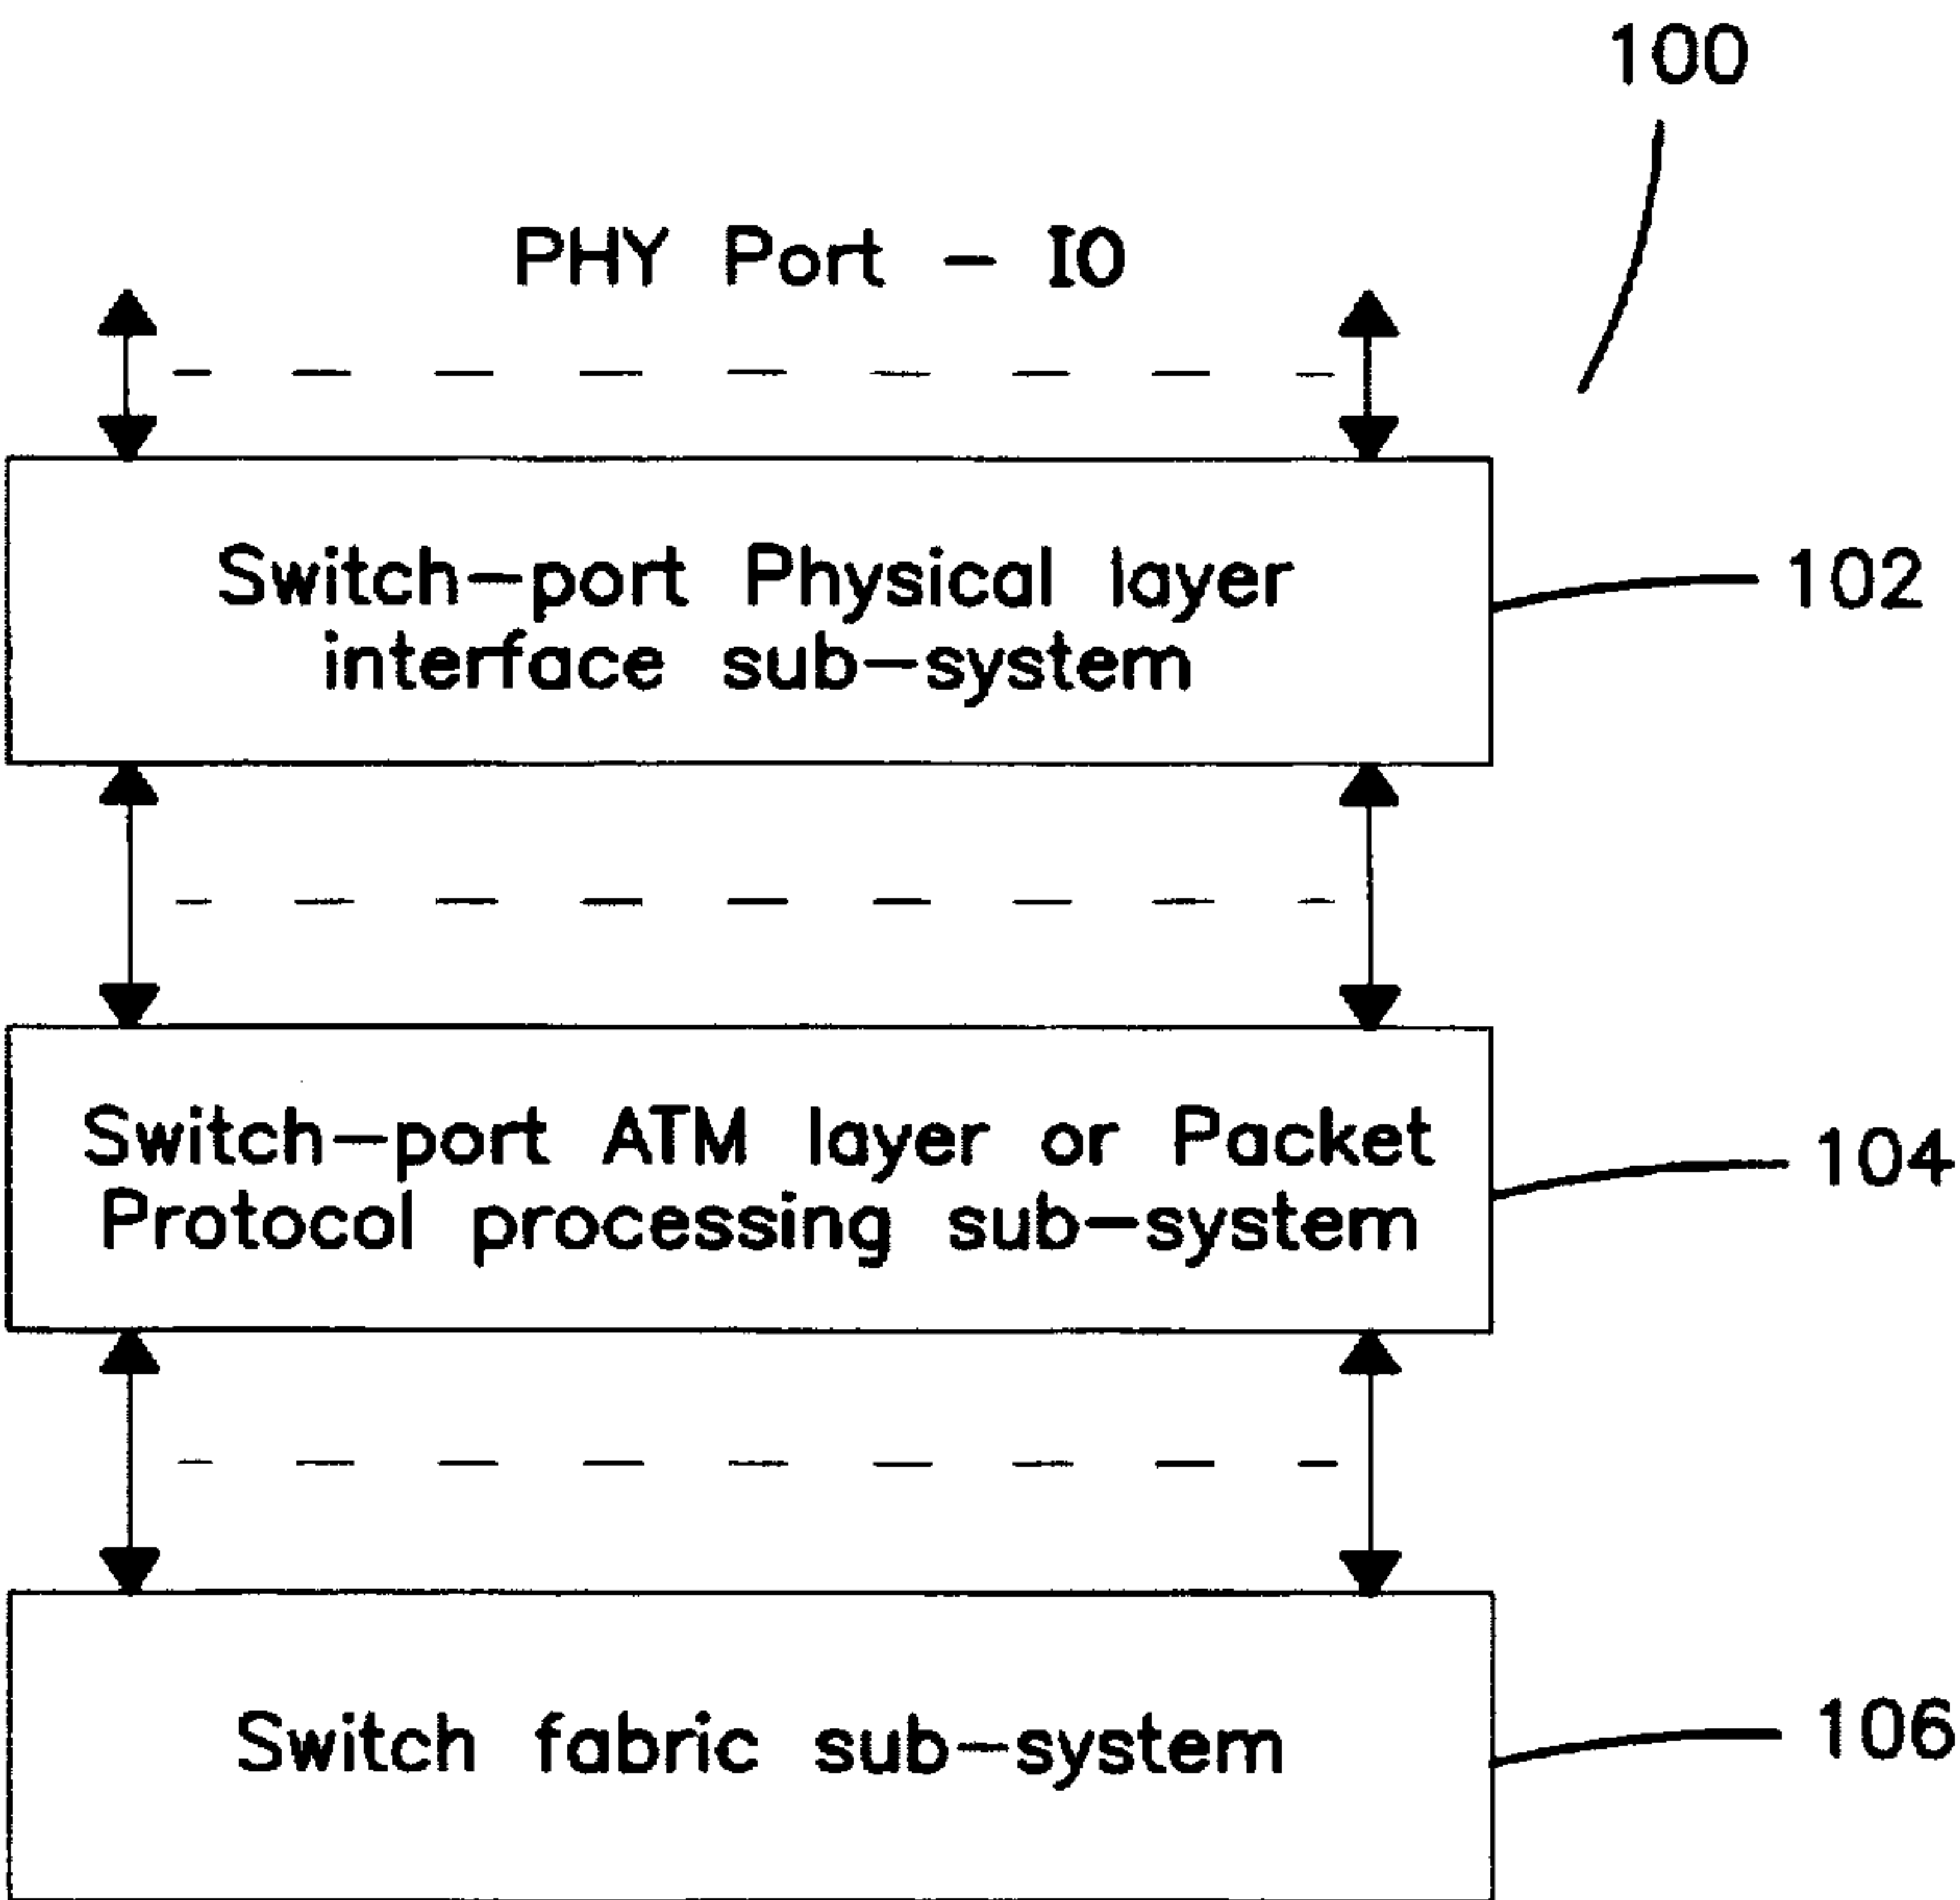 100
PHY Port - IO
Switch-port Physical layer
interface sub-system
102
Switch-port ATM layer or Packet
Protocol processing sub-system
104
Switch fabric sub-system
106